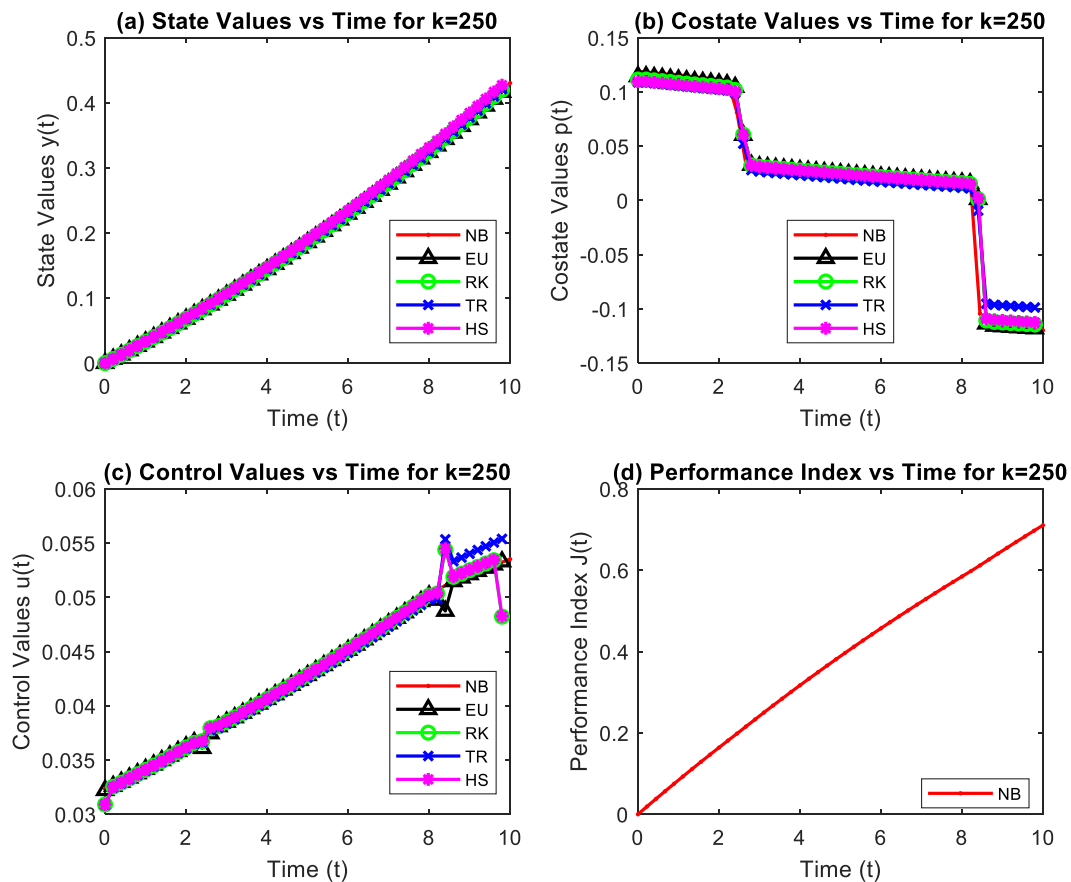 (a) State Values vs Time for k=250
State Values y(t)
0.5
0.4
0.3
0.2
0.1
0
0 2 4 6 8 10
Time (t)
NB
EU
RK
TR
HS
(b) Costate Values vs Time for k=250
Costate Values p(t)
0.15
0.1
0.05
0
-0.05
-0.1
-0.15
0 2 4 6 8 10
Time (t)
NB
EU
RK
TR
HS
(c) Control Values vs Time for k=250
Control Values u(t)
0.06
0.055
0.05
0.045
0.04
0.035
0.03
0 2 4 6 8 10
Time (t)
NB
EU
RK
TR
HS
(d) Performance Index vs Time for k=250
Performance Index J(t)
0.8
0.6
0.4
0.2
0
0 2 4 6 8 10
Time (t)
NB